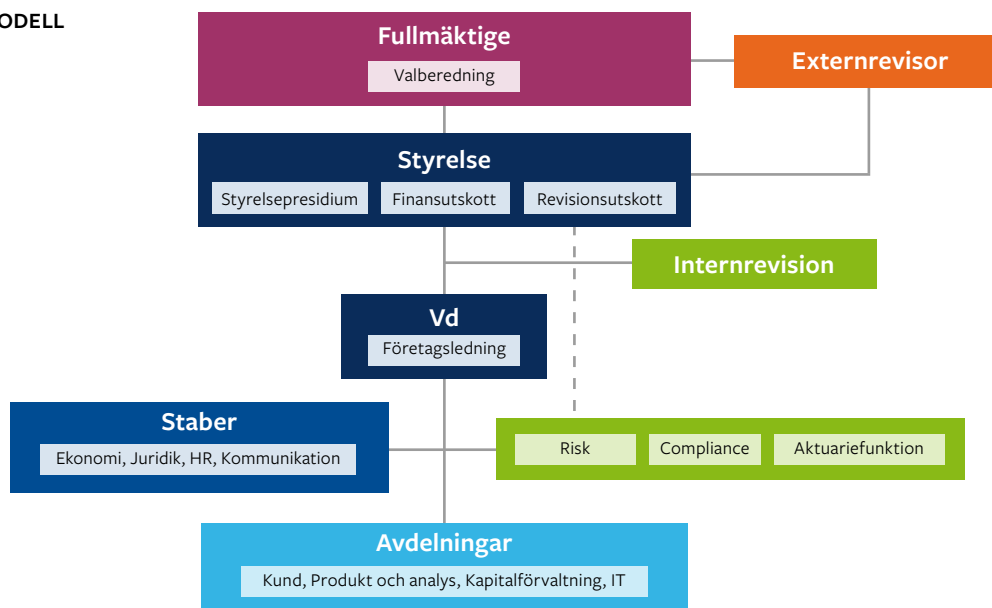 ODELL
Fullmäktige
Valberedning
Externrevisor
Styrelse
Styrelsepresidium
Finansutskott
Revisionsutskott
Internrevision
Vd
Företagsledning
Staber
Ekonomi, Juridik, HR, Kommunikation
Risk
Compliance
Aktuariefunktion
Avdelningar
Kund, Produkt och analys, Kapitalförvaltning, IT